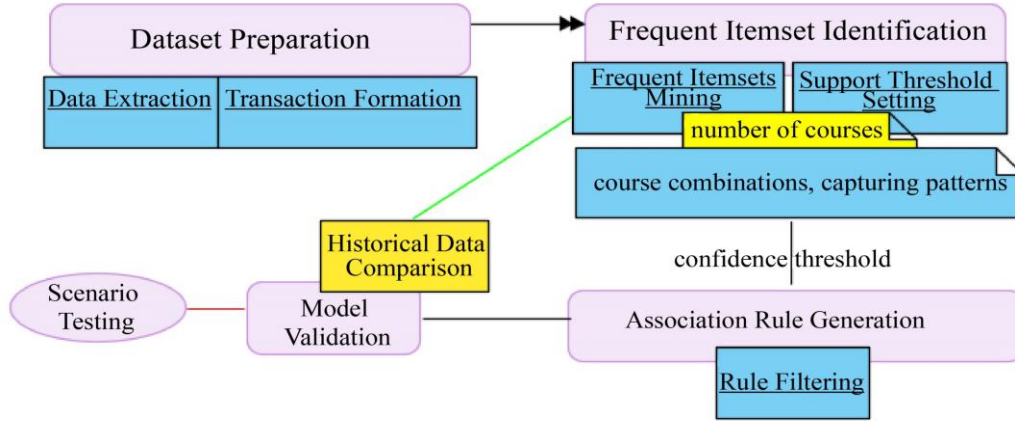 Dataset Preparation
Data Extraction
Transaction Formation
Frequent Itemset Identification
Frequent Itemsets
Mining
Support Threshold
Setting
number of courses
course combinations, capturing patterns
confidence threshold
Historical Data
Comparison
Scenario
Testing
Model
Validation
Association Rule Generation
Rule Filtering